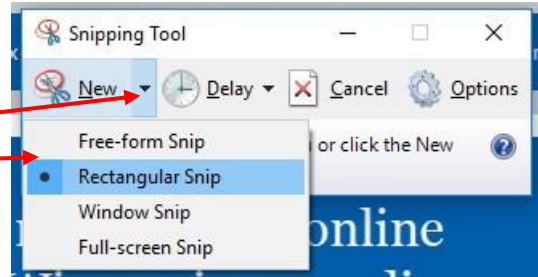 Snipping Tool
New Delay Cancel Options
Free-form Snip
or click the New
Rectangular Snip
Window Snip
online
Full-screen Snip